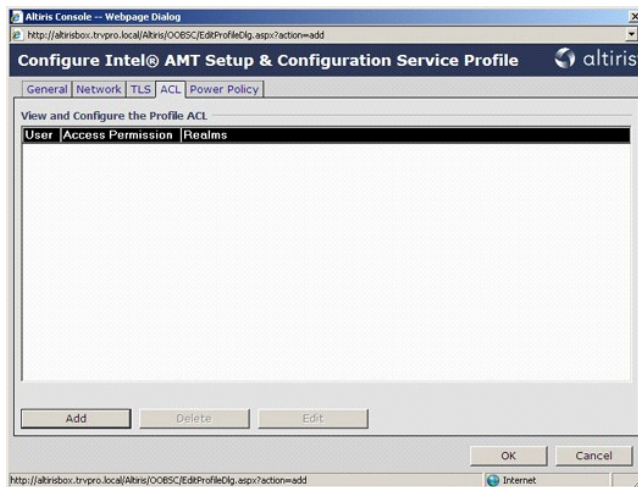 Altiris Console -- Webpage Dialog
http://altirisbox.trvpro.local/Altiris/OOBSC/EditProfileDlg.aspx?action=add
Configure Intel® AMT Setup & Configuration Service Profile altiris
General Network TLS ACL Power Policy
View and Configure the Profile ACL
User Access Permission Realms
Add Delete Edit
OK Cancel
http://altirisbox.trvpro.local/Altiris/OOBSC/EditProfileDlg.aspx?action=add Internet